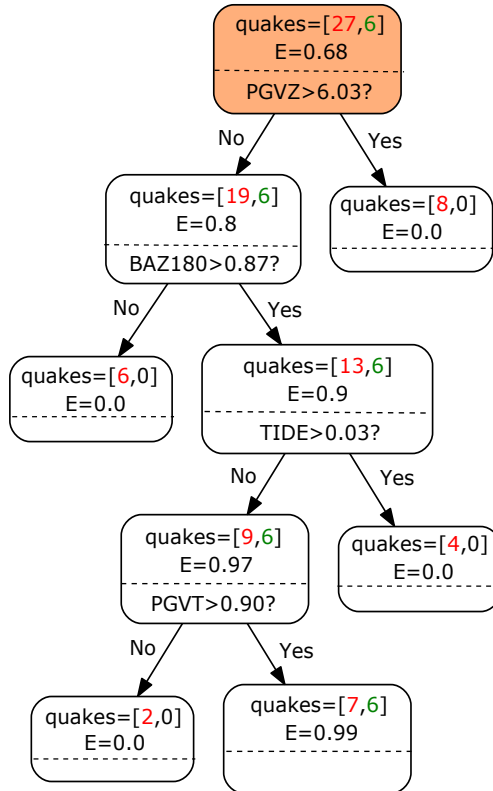 quakes=[27,6]
E=0.68
PGVZ>6.03?
No
Yes
quakes=[19,6]
E=0.8
BAZ180>0.87?
quakes=[8,0]
E=0.0
No
Yes
quakes=[6,0]
E=0.0
quakes=[13,6]
E=0.9
TIDE>0.03?
No
Yes
quakes=[9,6]
E=0.97
PGVT>0.90?
quakes=[4,0]
E=0.0
No
Yes
quakes=[2,0]
E=0.0
quakes=[7,6]
E=0.99